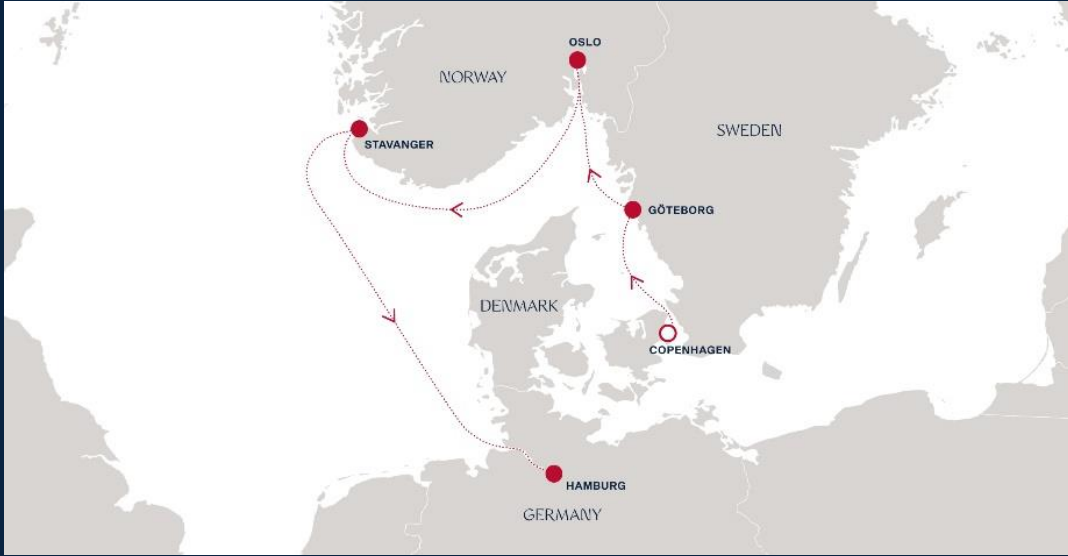 OSLO
NORWAY
SWEDEN
STAVANGER
GÖTEBORG
DENMARK
COPENHAGEN
HAMBURG
GERMANY